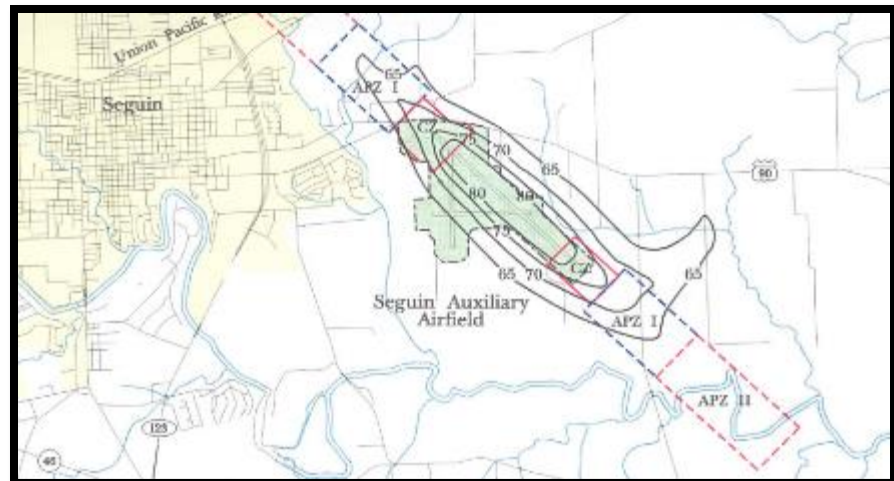 Union Pacific
Seguin
65
APZ I
CZ
75
70
65
90
80
80
75
65
70
CZ
65
Seguin Auxiliary
Airfield
APZ I
APZ II
123
46